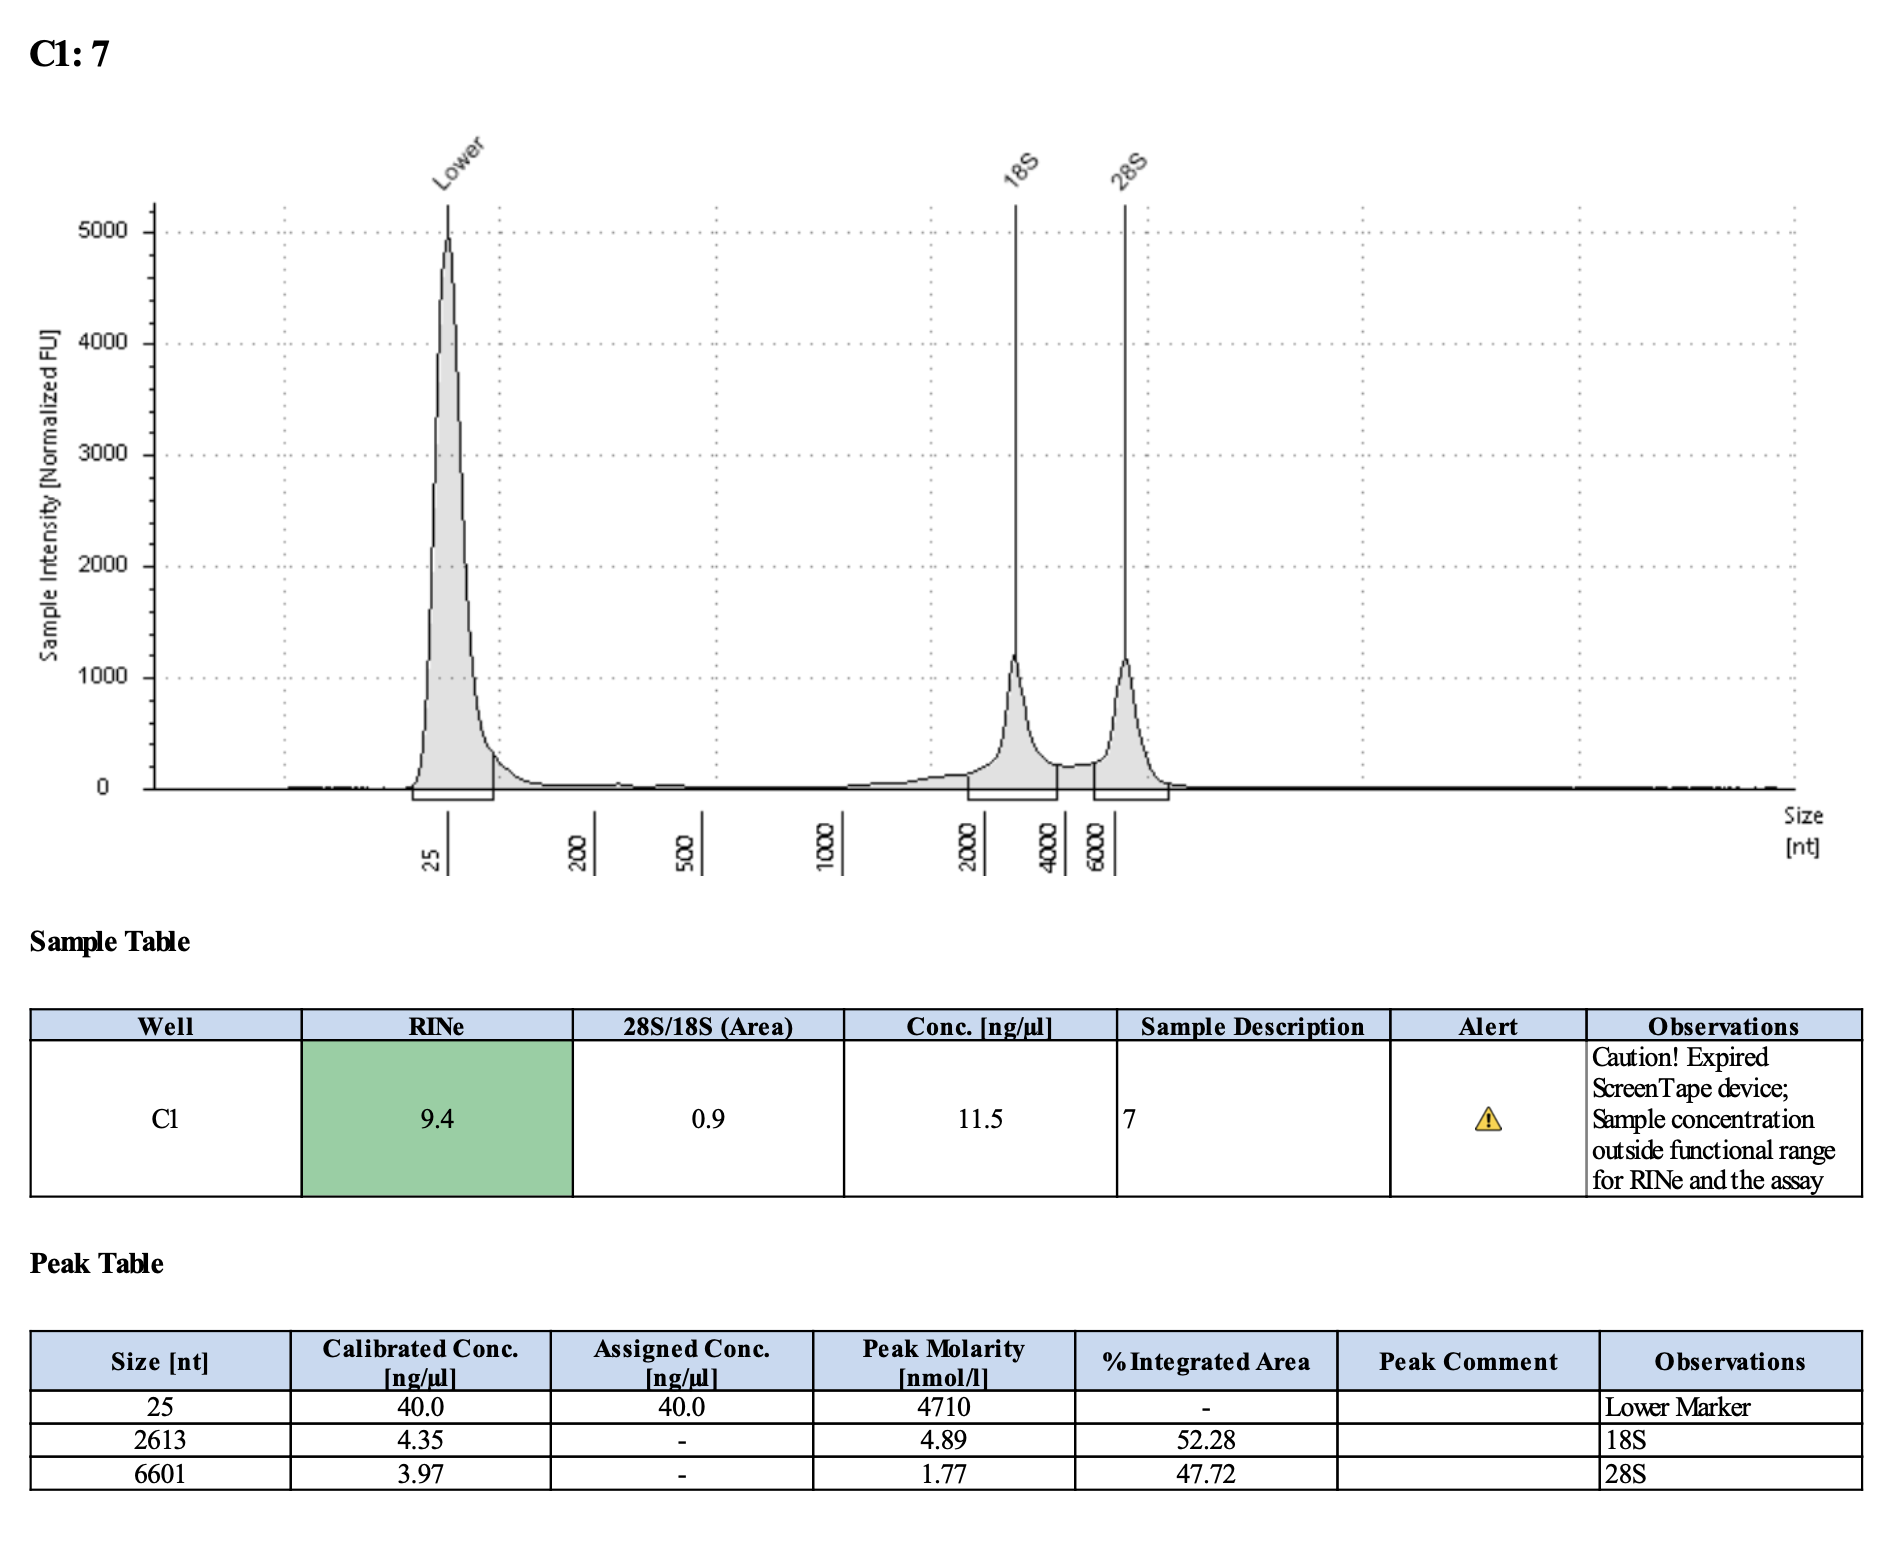 C1: 7
Lower
18S
28S
Sample Intensity [Normalized FU]
5000
4000
3000
2000
1000
0
25
200
500
1000
2000
4000
6000
Size
[nt]
Sample Table
Well RINe 28S/18S (Area) Conc. [ng/µl] Sample Description Alert Observations
C1 9.4 0.9 11.5 7 Caution! Expired
ScreenTape device;
Sample concentration
outside functional range
for RINe and the assay
Peak Table
Size [nt] Calibrated Conc. [ng/µl] Assigned Conc. [ng/µl] Peak Molarity [nmol/l] % Integrated Area Peak Comment Observations
25 40.0 40.0 4710 - Lower Marker
2613 4.35 - 4.89 52.28 18S
6601 3.97 - 1.77 47.72 28S